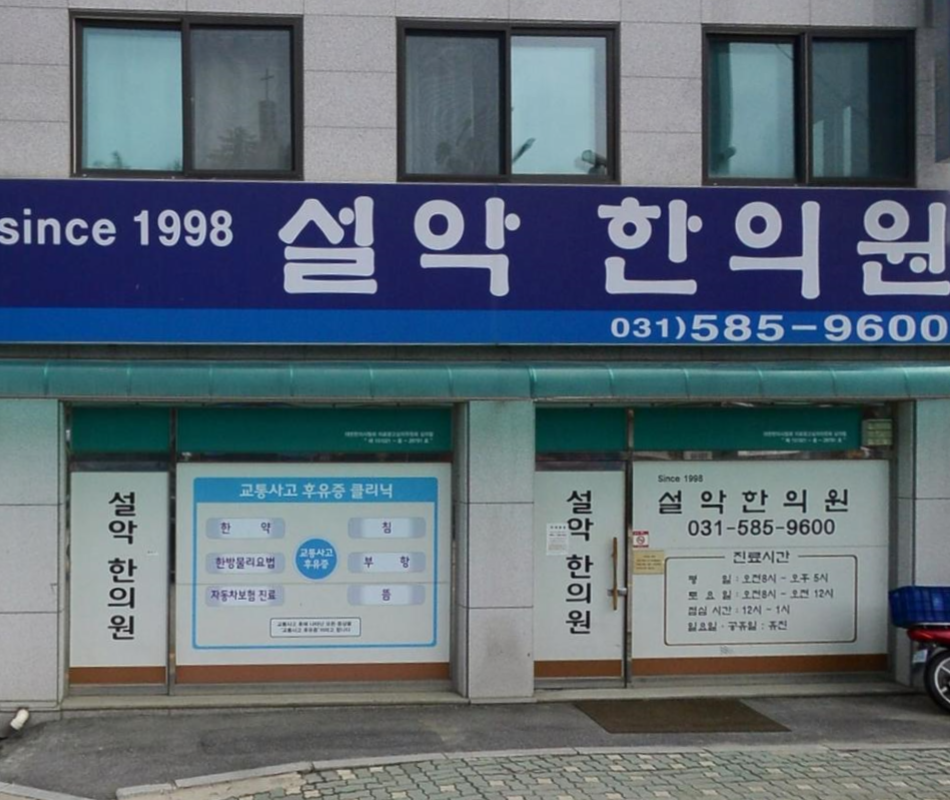 since 1998 설악 한의원
031)585-9600
설악 한의원
교통사고 후유증 클리닉
한 약
침
한방물리요법
교통사고
후유증
부 항
자동차보험 진료
뜸
설악 한의원
Since 1998
설악한의원
031-585-9600
진료시간
평 일 : 오전8시 - 오후 5시
토 요 일 : 오전8시 - 오전 12시
점심 시간 : 12시 - 1시
일요일·공휴일 : 휴진